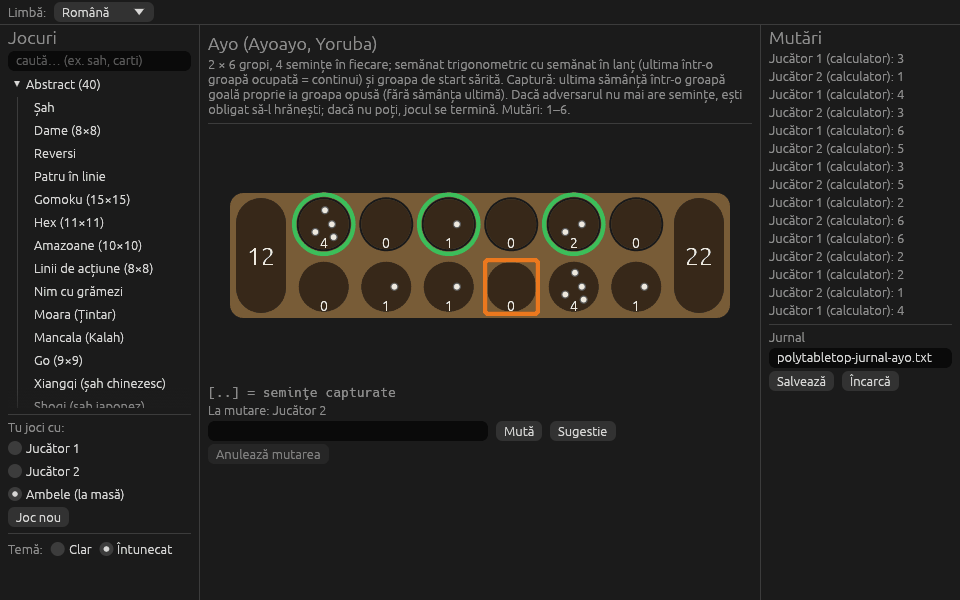 Limbă: Română
Jocuri
caută... (ex. sah, carti)
Abstract (40)
Șah
Dame (8×8)
Reversi
Patru în linie
Gomoku (15×15)
Hex (11×11)
Amazoane (10×10)
Linii de acțiune (8×8)
Nim cu grămezi
Moara (Țintar)
Mancala (Kalah)
Go (9×9)
Xiangqi (șah chinezesc)
Shogi (șah japonez)
Tu joci cu:
Jucător 1
Jucător 2
Ambele (la masă)
Joc nou
Temă: Clar Întunecat
Ayo (Ayoayo, Yoruba)
2 × 6 gropi, 4 semințe în fiecare; semănat trigonometric cu semănat în lanț (ultima într-o
groapă ocupată = continui) și groapa de start sărită. Captură: ultima sămânță într-o groapă
goală proprie ia groapa opusă (fără sămânța ultimă). Dacă adversarul nu mai are semințe, ești
obligat să-l hrănești; dacă nu poți, jocul se termină. Mutări: 1–6.
12
4 0 1 0 2 0
22
0 1 1 0 4 1
[..] = seminţe capturate
La mutare: Jucător 2
Mută Sugestie
Anulează mutarea
Mutări
Jucător 1 (calculator): 3
Jucător 2 (calculator): 1
Jucător 1 (calculator): 4
Jucător 2 (calculator): 3
Jucător 1 (calculator): 6
Jucător 2 (calculator): 5
Jucător 1 (calculator): 3
Jucător 2 (calculator): 5
Jucător 1 (calculator): 2
Jucător 2 (calculator): 6
Jucător 1 (calculator): 6
Jucător 2 (calculator): 2
Jucător 1 (calculator): 2
Jucător 2 (calculator): 1
Jucător 1 (calculator): 4
Jurnal
polytabletop-jurnal-ayo.txt
Salvează Încarcă